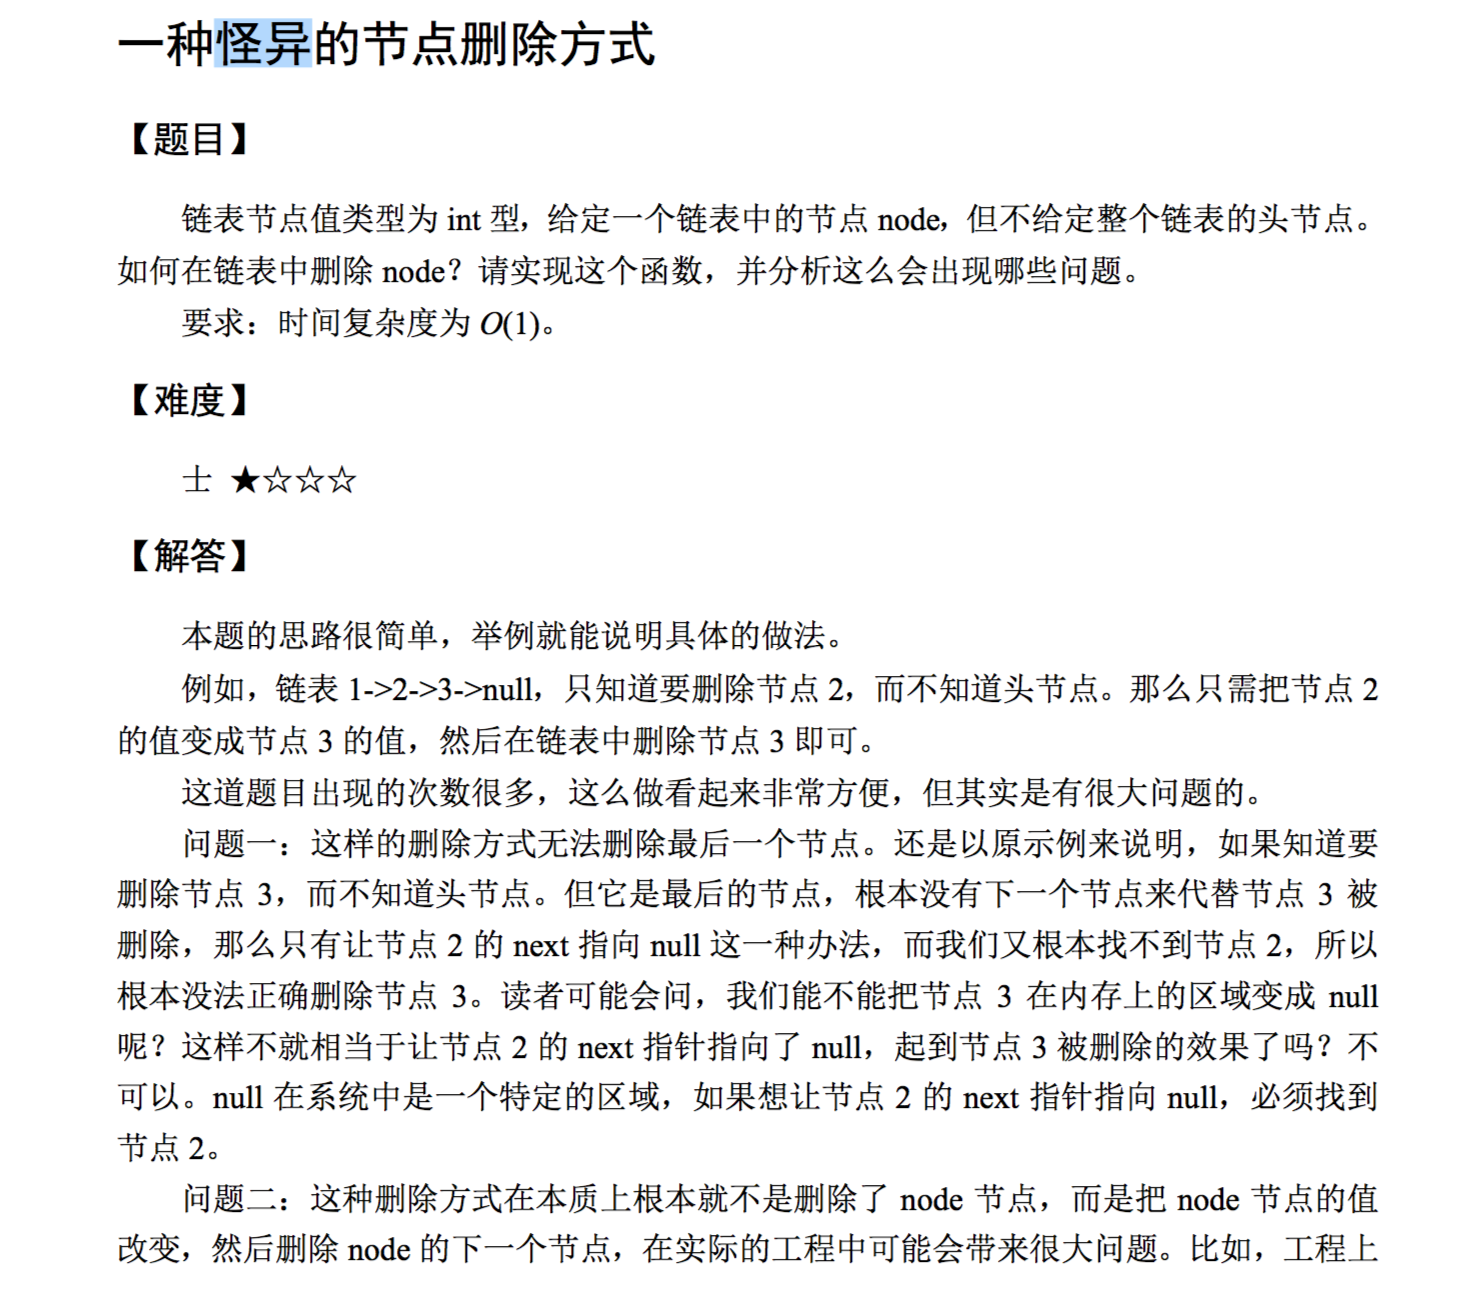 一种怪异的节点删除方式
【题目】
链表节点值类型为 int 型，给定一个链表中的节点 node，但不给定整个链表的头节点。
如何在链表中删除 node？请实现这个函数，并分析这么会出现哪些问题。
要求：时间复杂度为 O(1)。
【难度】
士 ★☆☆☆
【解答】
本题的思路很简单，举例就能说明具体的做法。
例如，链表 1->2->3->null，只知道要删除节点 2，而不知道头节点。那么只需把节点 2
的值变成节点 3 的值，然后在链表中删除节点 3 即可。
这道题目出现的次数很多，这么做看起来非常方便，但其实是有很大问题的。
问题一：这样的删除方式无法删除最后一个节点。还是以原示例来说明，如果知道要
删除节点 3，而不知道头节点。但它是最后的节点，根本没有下一个节点来代替节点 3 被
删除，那么只有让节点 2 的 next 指向 null 这一种办法，而我们又根本找不到节点 2，所以
根本没法正确删除节点 3。读者可能会问，我们能不能把节点 3 在内存上的区域变成 null
呢？这样不就相当于让节点 2 的 next 指针指向了 null，起到节点 3 被删除的效果了吗？不
可以。null 在系统中是一个特定的区域，如果想让节点 2 的 next 指针指向 null，必须找到
节点 2。
问题二：这种删除方式在本质上根本就不是删除了 node 节点，而是把 node 节点的值
改变，然后删除 node 的下一个节点，在实际的工程中可能会带来很大问题。比如，工程上